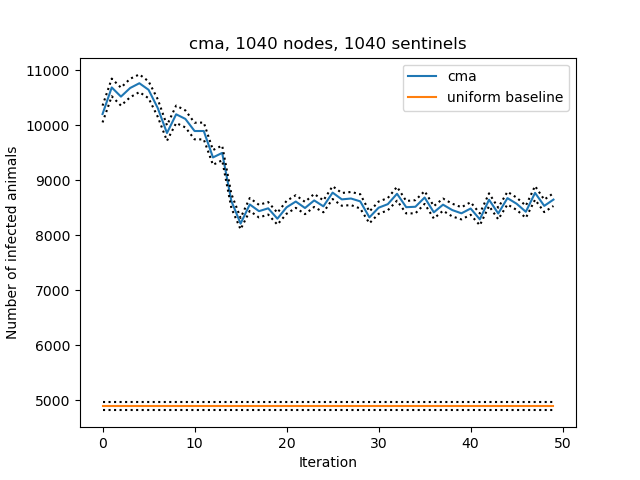 cma, 1040 nodes, 1040 sentinels
cma
uniform baseline
Number of infected animals
11000
10000
9000
8000
7000
6000
5000
0 10 20 30 40 50
Iteration